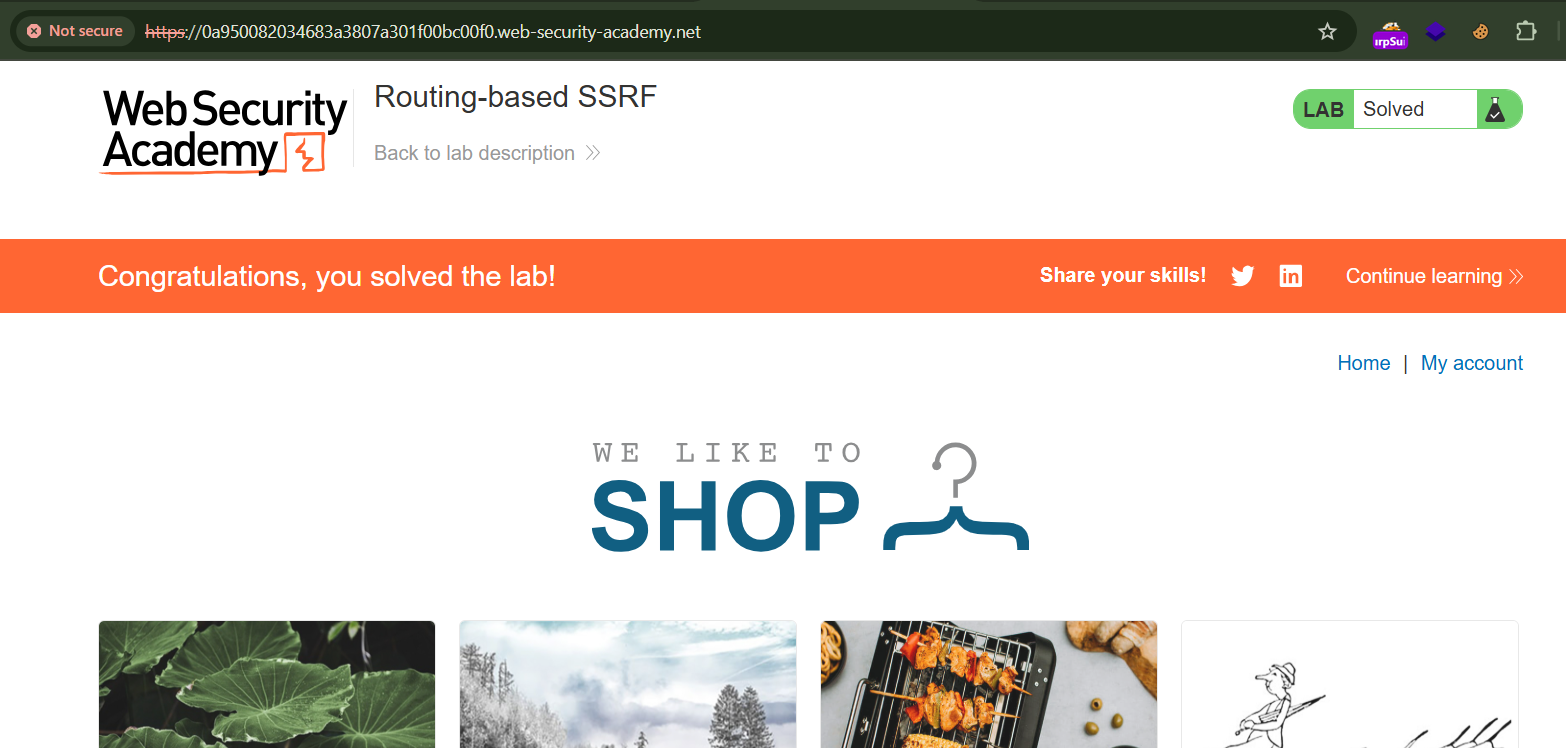 Not secure https://0a950082034683a3807a301f00bc00f0.web-security-academy.net
urpSui
Web Security
Academy
Routing-based SSRF
Back to lab description
LAB Solved
Congratulations, you solved the lab!
Share your skills!
Continue learning
Home | My account
WE LIKE TO
SHOP